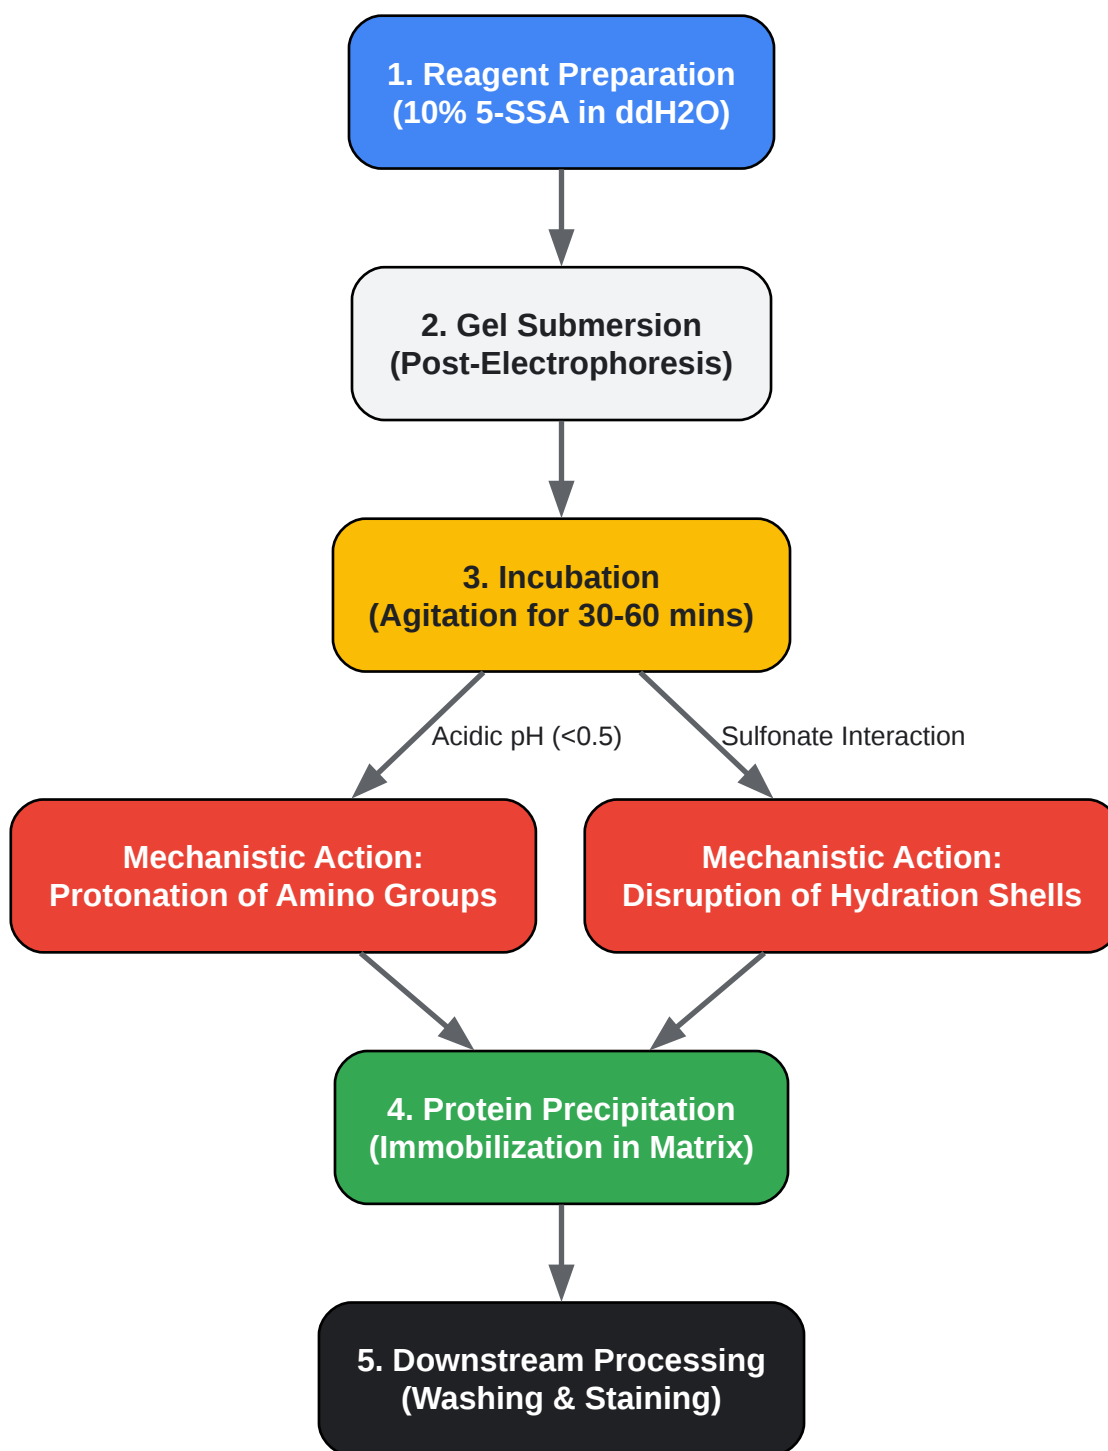 1. Reagent Preparation
(10% 5-SSA in ddH2O)
2. Gel Submersion
(Post-Electrophoresis)
3. Incubation
(Agitation for 30-60 mins)
Acidic pH (<0.5)
Sulfonate Interaction
Mechanistic Action:
Protonation of Amino Groups
Mechanistic Action:
Disruption of Hydration Shells
4. Protein Precipitation
(Immobilization in Matrix)
5. Downstream Processing
(Washing & Staining)